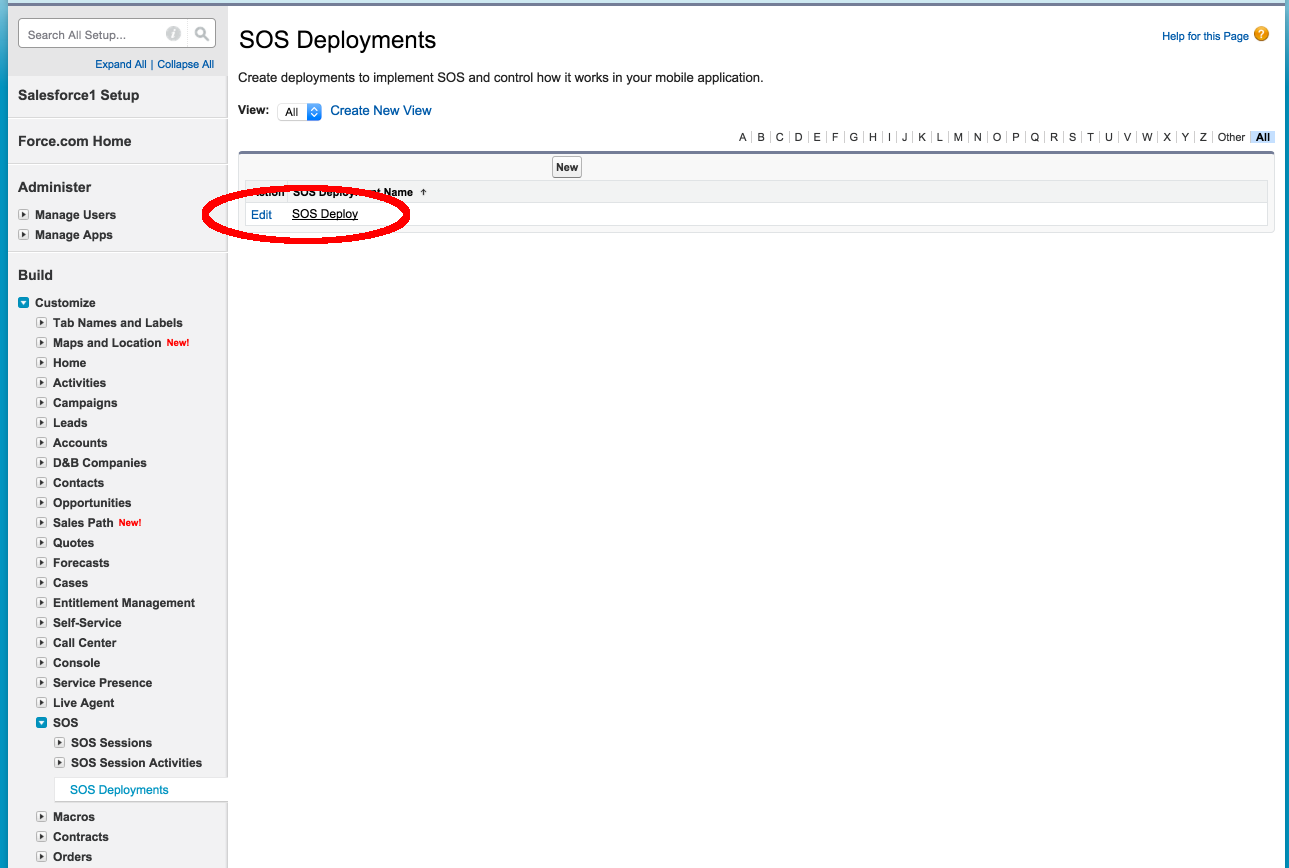 Search All Setup...
Expand All | Collapse All
Salesforce1 Setup
Force.com Home
Administer
Manage Users
Manage Apps
Build
Customize
Tab Names and Labels
Maps and Location New!
Home
Activities
Campaigns
Leads
Accounts
D&B Companies
Contacts
Opportunities
Sales Path New!
Quotes
Forecasts
Cases
Entitlement Management
Self-Service
Call Center
Console
Service Presence
Live Agent
SOS
SOS Sessions
SOS Session Activities
SOS Deployments
Macros
Contracts
Orders
SOS Deployments
Help for this Page ?
Create deployments to implement SOS and control how it works in your mobile application.
View: All Create New View
A | B | C | D | E | F | G | H | I | J | K | L | M | N | O | P | Q | R | S | T | U | V | W | X | Y | Z | Other | All
New
Action SOS Deployment Name ↑
Edit SOS Deploy